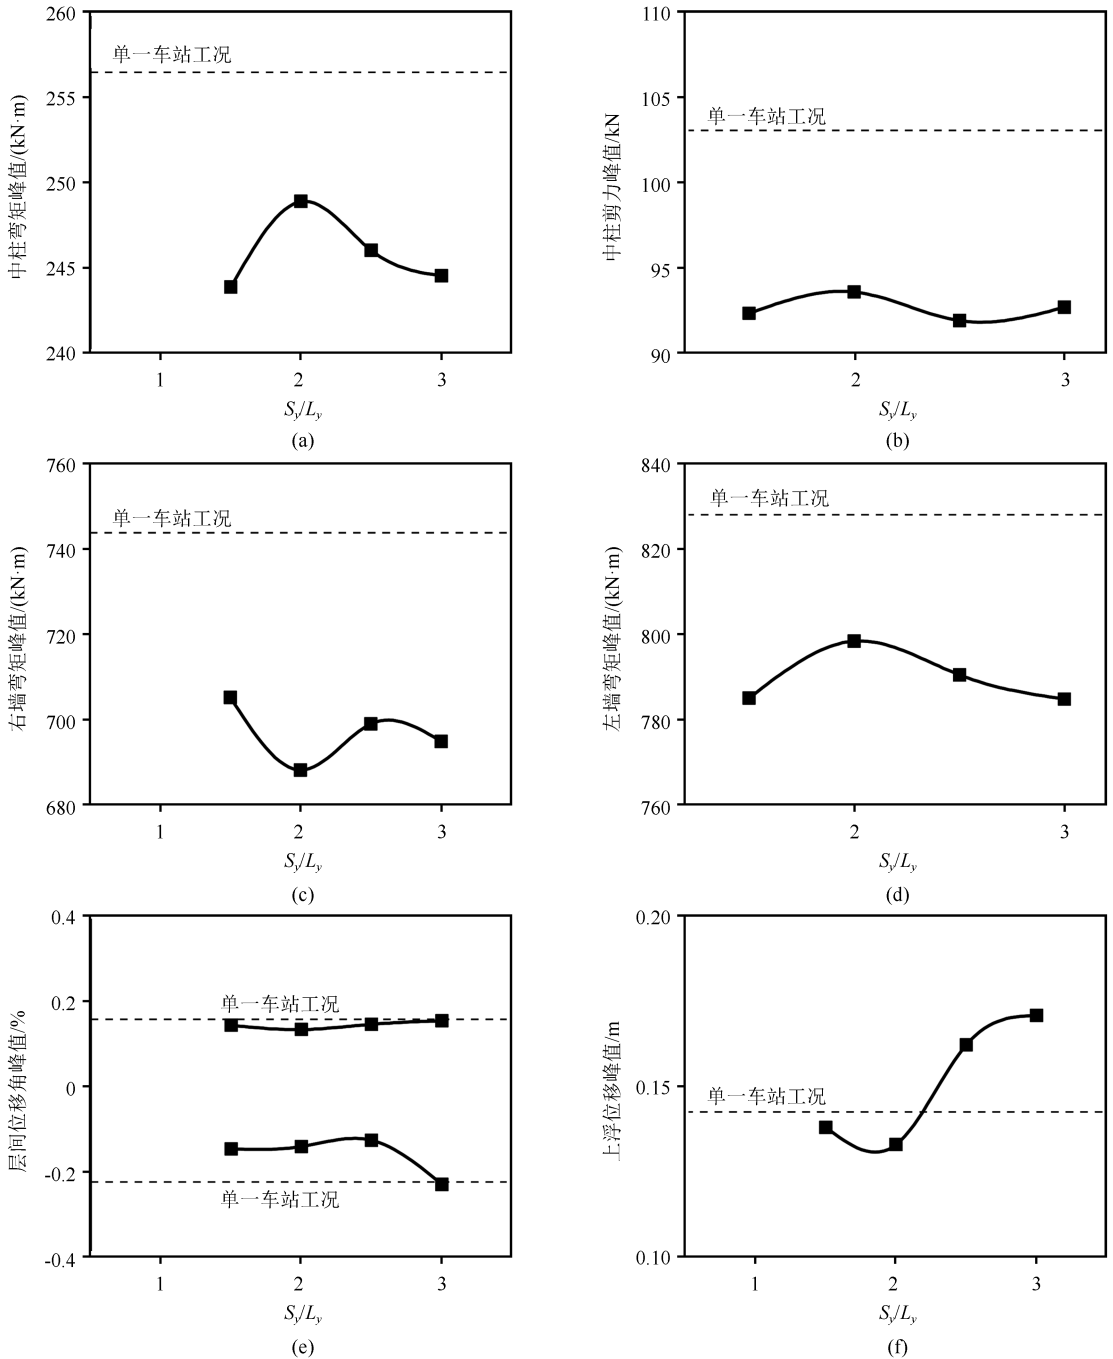 260
255
250
245
240
中柱弯矩峰值/(kN·m)
单一车站工况
1 2 3
Sy/Ly
(a)
110
105
100
95
90
中柱剪力峰值/kN
单一车站工况
2 3
Sy/Ly
(b)
760
740
720
700
680
右墙弯矩峰值/(kN·m)
单一车站工况
1 2 3
Sy/Ly
(c)
840
820
800
780
760
左墙弯矩峰值/(kN·m)
单一车站工况
2 3
Sy/Ly
(d)
0.4
0.2
0
-0.2
-0.4
层间位移角峰值/%
单一车站工况
单一车站工况
1 2 3
Sy/Ly
(e)
0.20
0.15
0.10
上浮位移峰值/m
单一车站工况
1 2 3
Sy/Ly
(f)